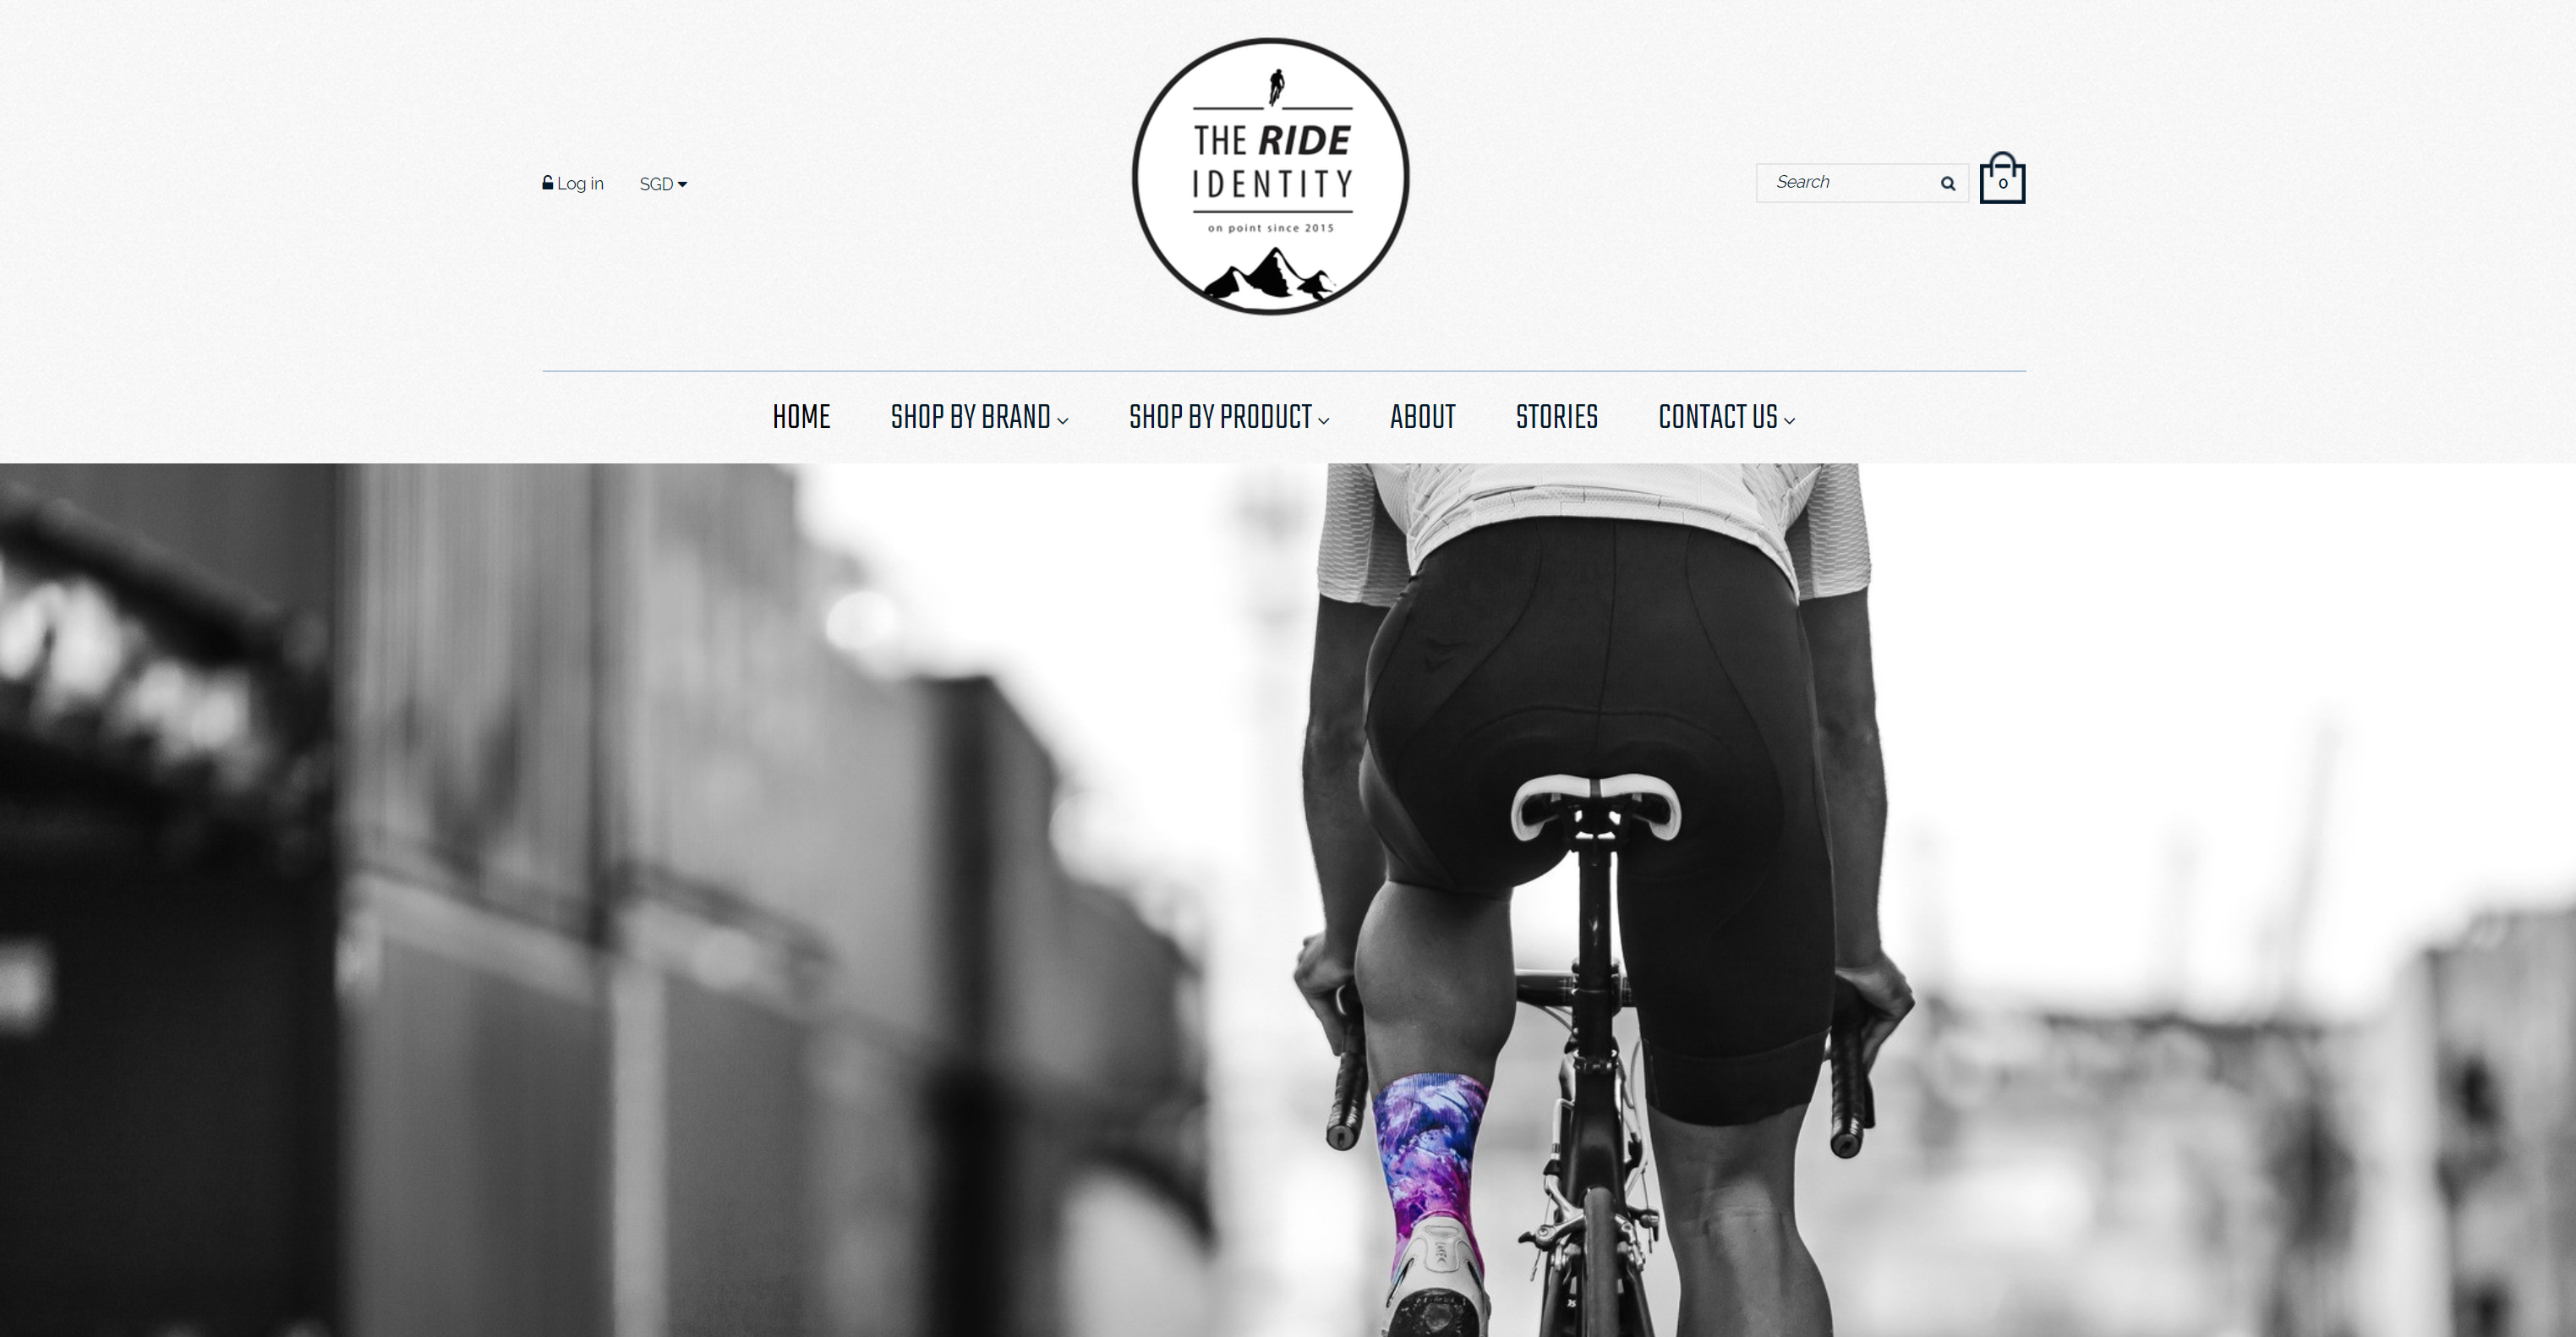 THE RIDE
IDENTITY
on point since 2015
Log in
SGD
Search
0
HOME
SHOP BY BRAND
SHOP BY PRODUCT
ABOUT
STORIES
CONTACT US